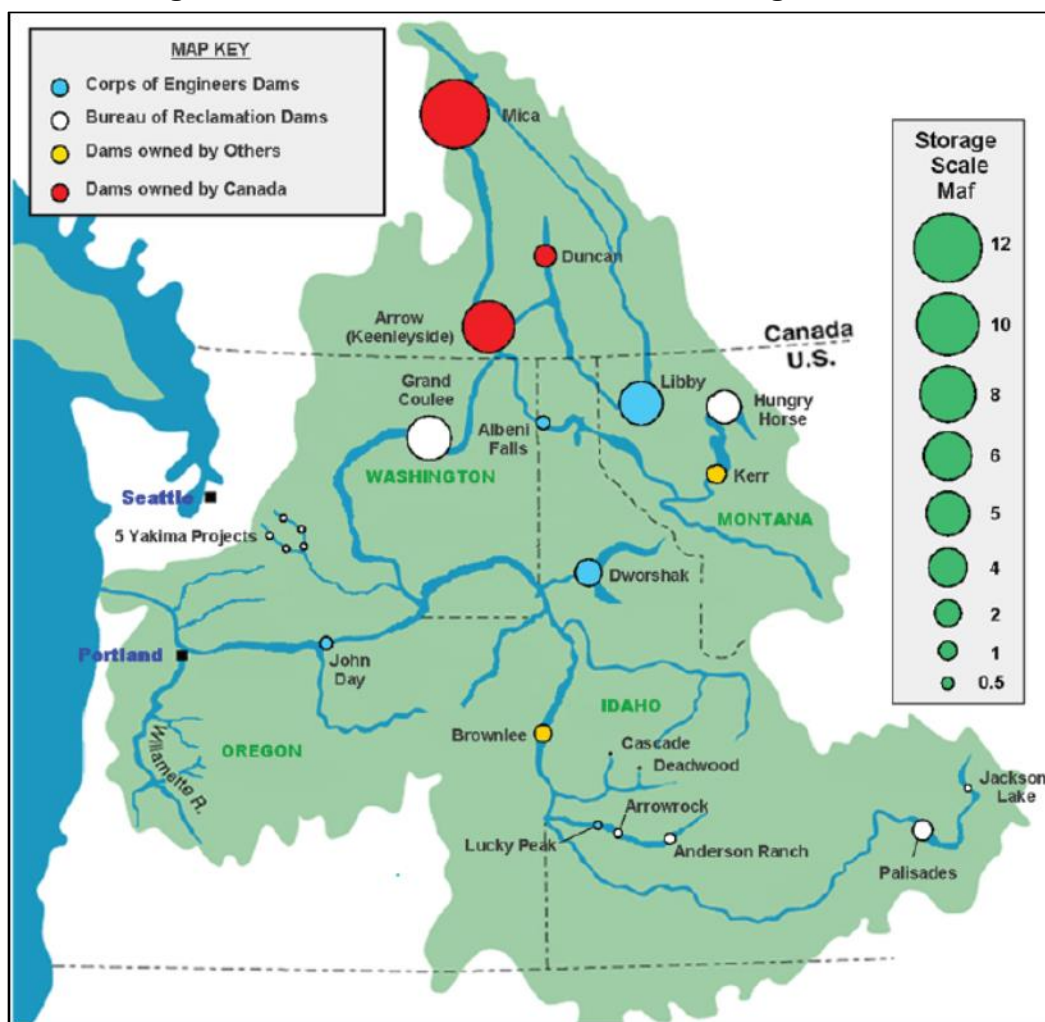 MAP KEY
Corps of Engineers Dams
Bureau of Reclamation Dams
Dams owned by Others
Dams owned by Canada
Storage
Scale
Maf
12
10
8
6
5
4
2
1
0.5
Mica
Duncan
Arrow
(Keenleyside)
Canada
U.S.
Grand
Coulee
Libby
Hungry
Horse
Albeni
Falls
Kerr
WASHINGTON
Seattle
MONTANA
5 Yakima Projects
Dworshak
Portland
John
Day
IDAHO
Brownlee
OREGON
Willamette R.
Cascade
Deadwood
Jackson
Lake
Arrowrock
Lucky Peak
Anderson Ranch
Palisades